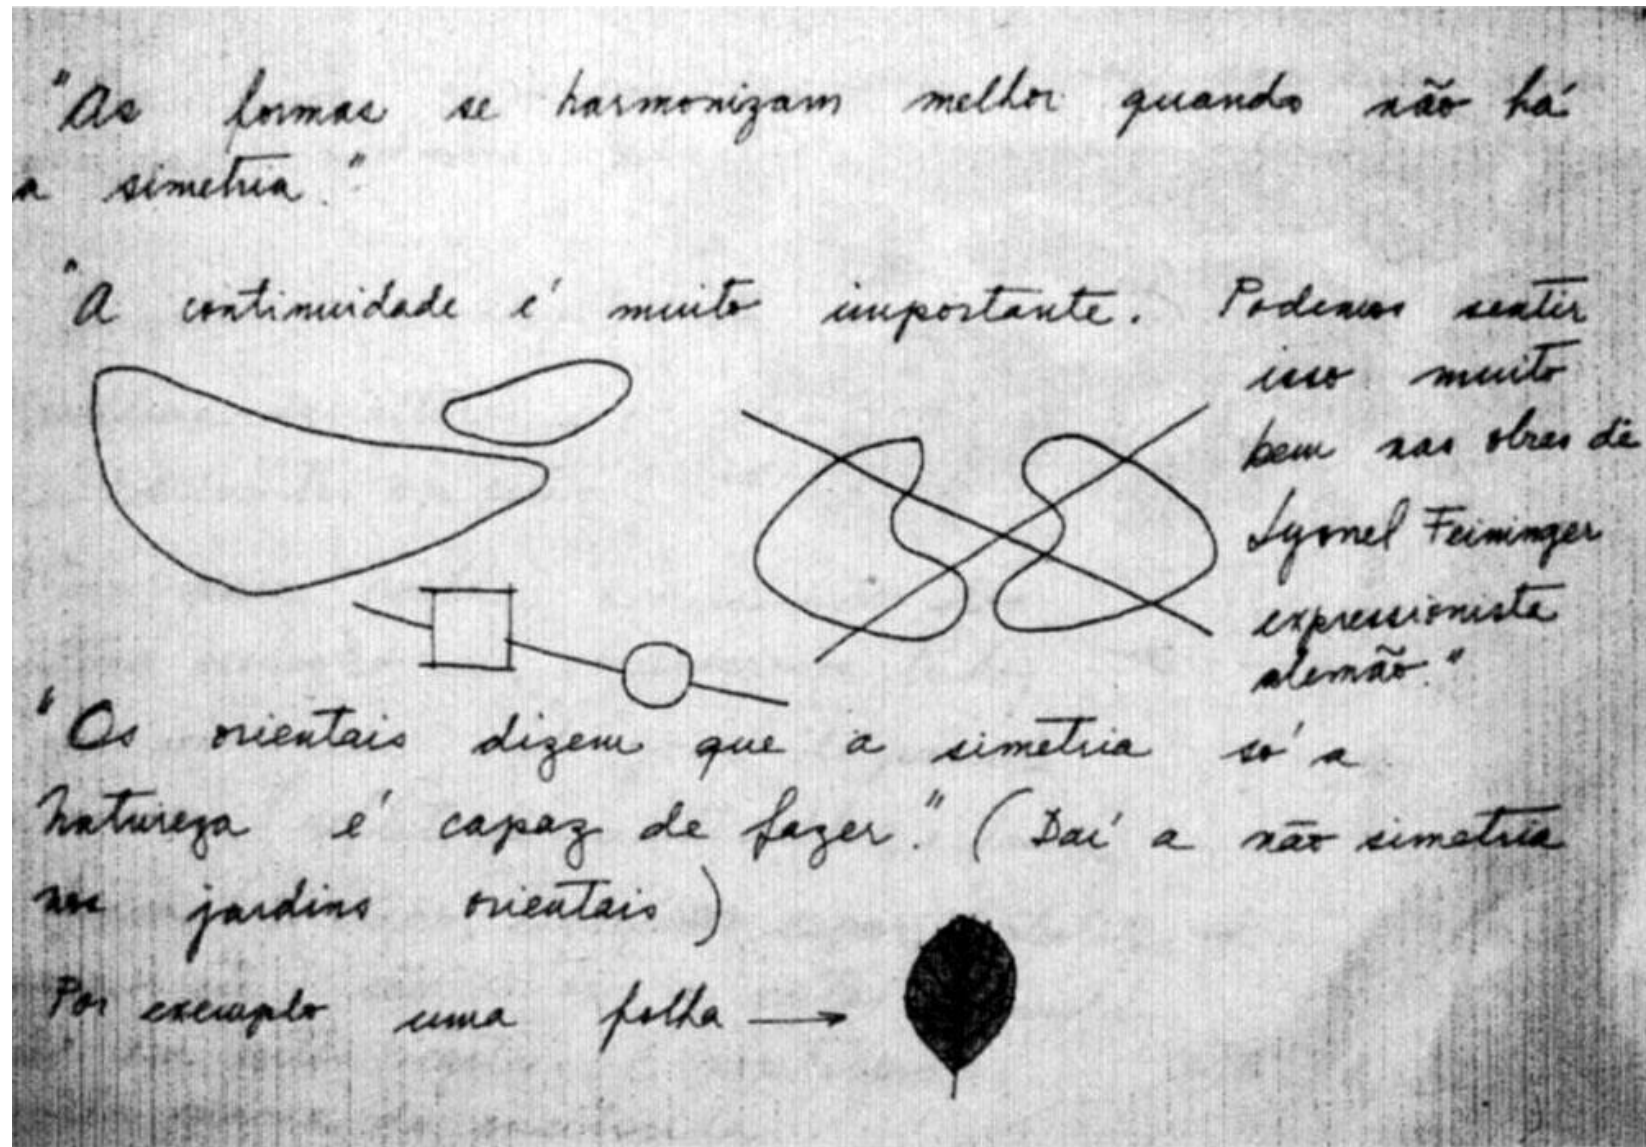 "As formas se harmonizam melhor quando não há
a simetria."
"A continuidade é muito importante. Podemos sentir
isso muito
bem nas obras de
Lyonel Feininger
expressionista
alemão."
"Os orientais dizem que a simetria só a
natureza é capaz de fazer." (Daí a não simetria
nos jardins orientais)
Por exemplo uma folha →